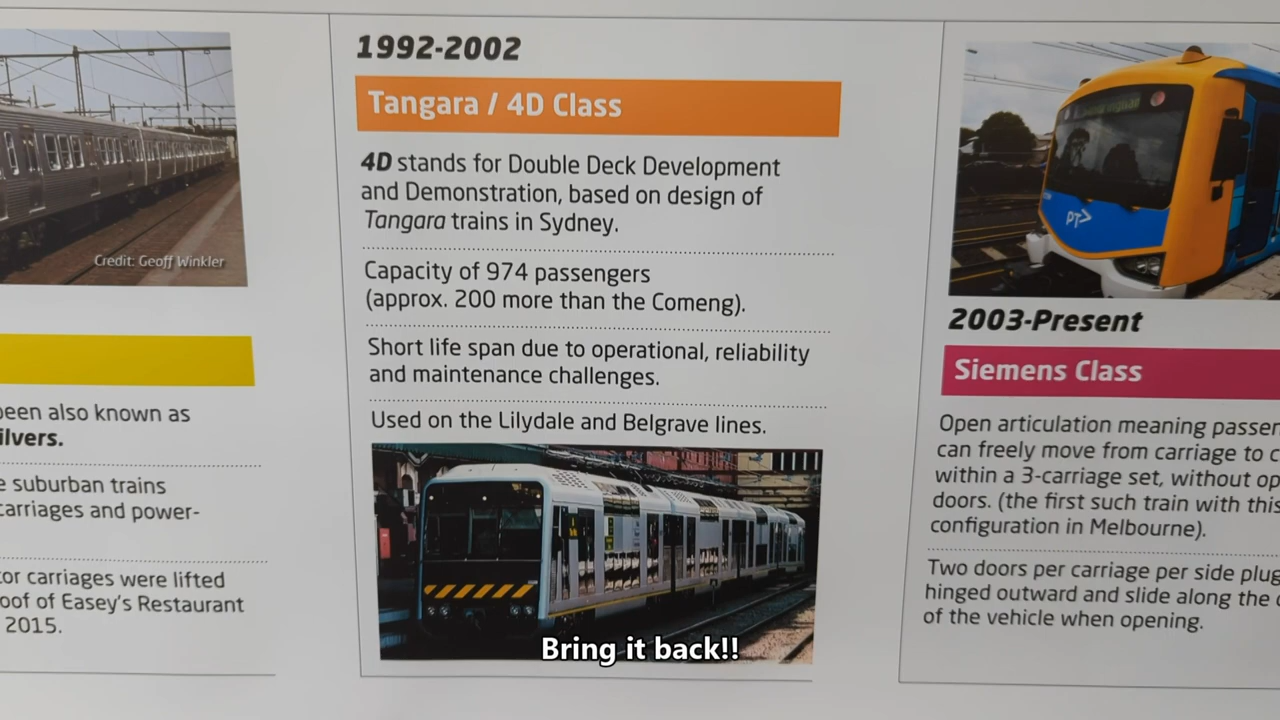 Credit: Geoff Winkler
been also known as
ilvers.
e suburban trains
carriages and power-
tor carriages were lifted
oof of Easey's Restaurant
2015.
1992-2002
Tangara / 4D Class
4D stands for Double Deck Development
and Demonstration, based on design of
Tangara trains in Sydney.
Capacity of 974 passengers
(approx. 200 more than the Comeng).
Short life span due to operational, reliability
and maintenance challenges.
Used on the Lilydale and Belgrave lines.
Bring it back!!
PT>
2003-Present
Siemens Class
Open articulation meaning passen
can freely move from carriage to c
within a 3-carriage set, without op
doors. (the first such train with this
configuration in Melbourne).
Two doors per carriage per side plug
hinged outward and slide along the o
of the vehicle when opening.